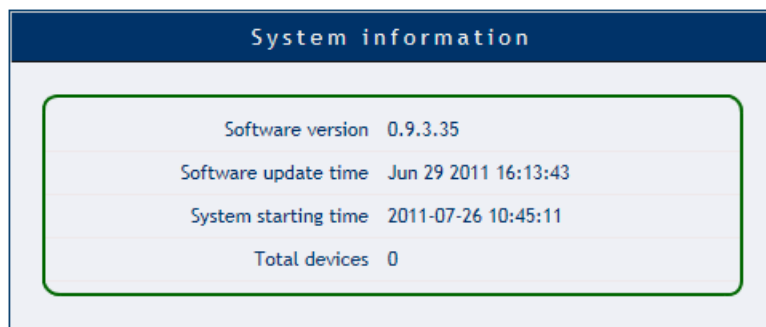 System information
Software version 0.9.3.35
Software update time Jun 29 2011 16:13:43
System starting time 2011-07-26 10:45:11
Total devices 0